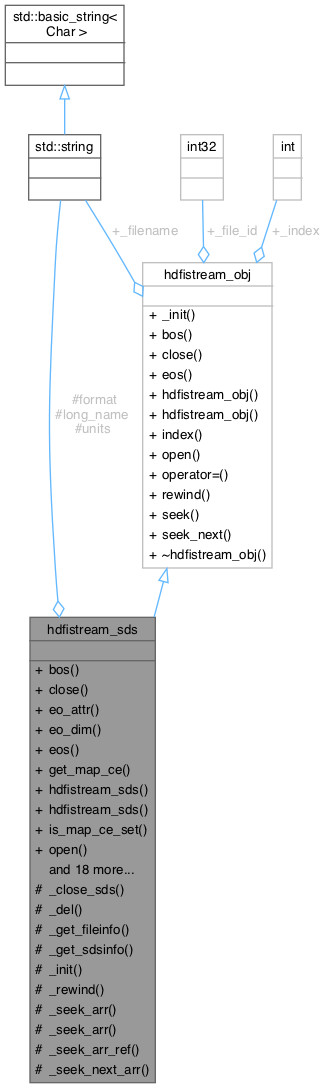 std::basic_string<
Char >
std::string
int32
int
+_filename
+_file_id
+_index
hdfistream_obj
+ _init()
+ bos()
+ close()
+ eos()
+ hdfistream_obj()
+ hdfistream_obj()
+ index()
+ open()
+ operator=()
+ rewind()
+ seek()
+ seek_next()
+ ~hdfistream_obj()
#format
#long_name
#units
hdfistream_sds
+ bos()
+ close()
+ eo_attr()
+ eo_dim()
+ eos()
+ get_map_ce()
+ hdfistream_sds()
+ hdfistream_sds()
+ is_map_ce_set()
+ open()
and 18 more...
# _close_sds()
# _del()
# _get_fileinfo()
# _get_sdsinfo()
# _init()
# _rewind()
# _seek_arr()
# _seek_arr()
# _seek_arr_ref()
# _seek_next_arr()